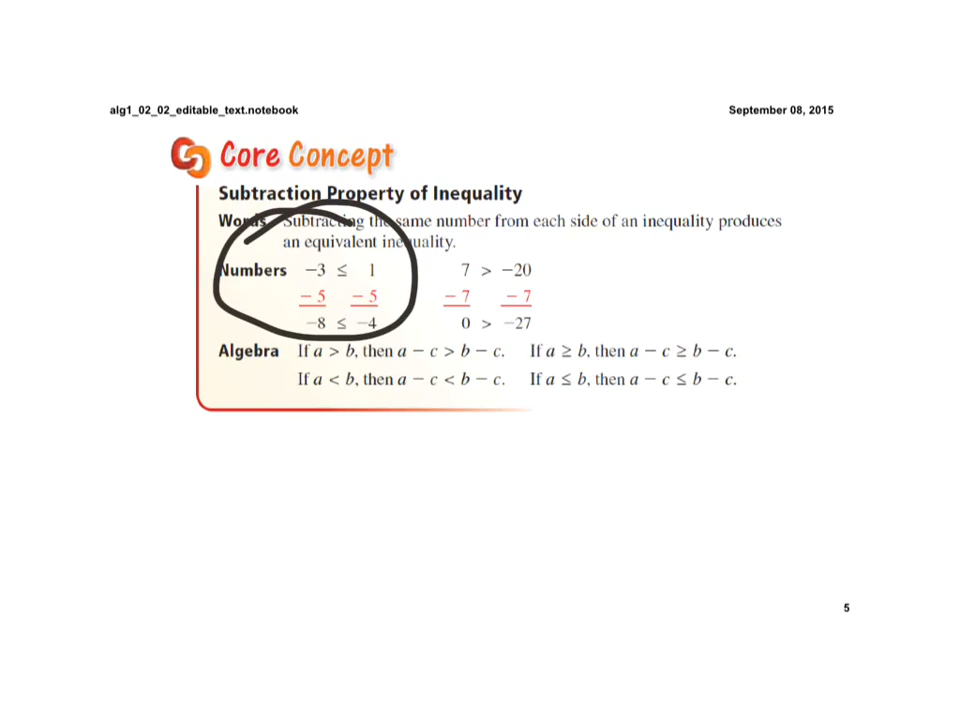 alg1_02_02_editable_text.notebook September 08, 2015
Core Concept
Subtraction Property of Inequality
Words Subtracting the same number from each side of an inequality produces
an equivalent inequality.
Numbers −3 ≤ 1 7 > −20
− 5 − 5 − 7 − 7
−8 ≤ −4 0 > −27
Algebra If a > b, then a − c > b − c. If a ≥ b, then a − c ≥ b − c.
If a < b, then a − c < b − c. If a ≤ b, then a − c ≤ b − c.
5